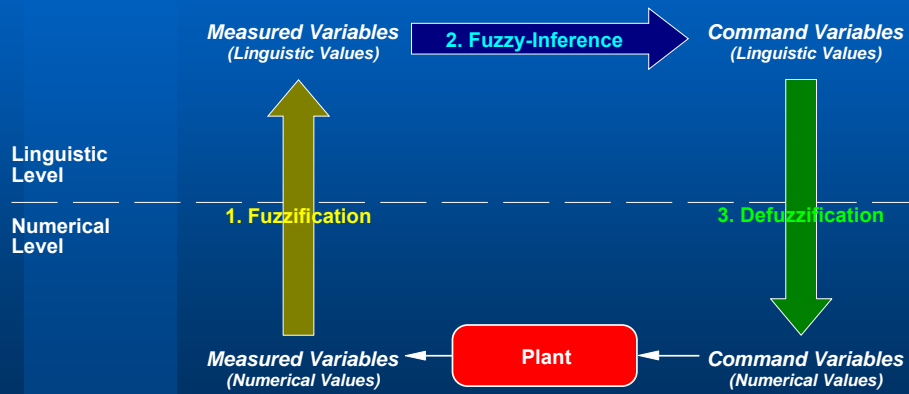 Measured Variables
(Linguistic Values)
2. Fuzzy-Inference
Command Variables
(Linguistic Values)
Linguistic
Level
1. Fuzzification
3. Defuzzification
Numerical
Level
Measured Variables
(Numerical Values)
Plant
Command Variables
(Numerical Values)